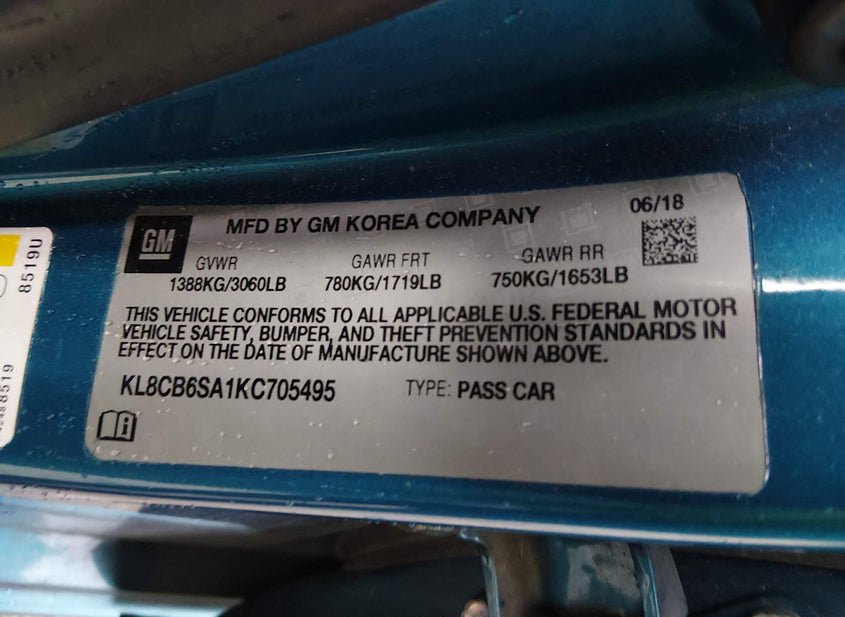 06/18
GM MFD BY GM KOREA COMPANY
GVWR GAWR FRT GAWR RR
1388KG/3060LB 780KG/1719LB 750KG/1653LB
THIS VEHICLE CONFORMS TO ALL APPLICABLE U.S. FEDERAL MOTOR
VEHICLE SAFETY, BUMPER, AND THEFT PREVENTION STANDARDS IN
EFFECT ON THE DATE OF MANUFACTURE SHOWN ABOVE.
KL8CB6SA1KC705495 TYPE: PASS CAR
8519U